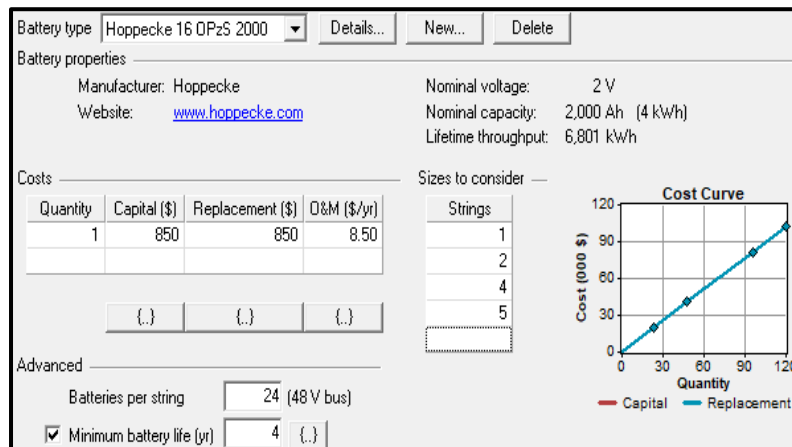 Battery type Hoppecke 16 OPzS 2000 Details... New... Delete
Battery properties
Manufacturer: Hoppecke
Website: www.hoppecke.com
Nominal voltage: 2 V
Nominal capacity: 2,000 Ah (4 kWh)
Lifetime throughput: 6,801 kWh
Costs
Quantity Capital ($) Replacement ($) O&M ($/yr)
1 850 850 8.50
{..} {..} {..}
Sizes to consider
Strings
1
2
4
5
Cost Curve
Cost (000 $)
120
90
60
30
0
0 30 60 90 120
Quantity
Capital Replacement
Advanced
Batteries per string 24 (48 V bus)
Minimum battery life (yr) 4 {..}